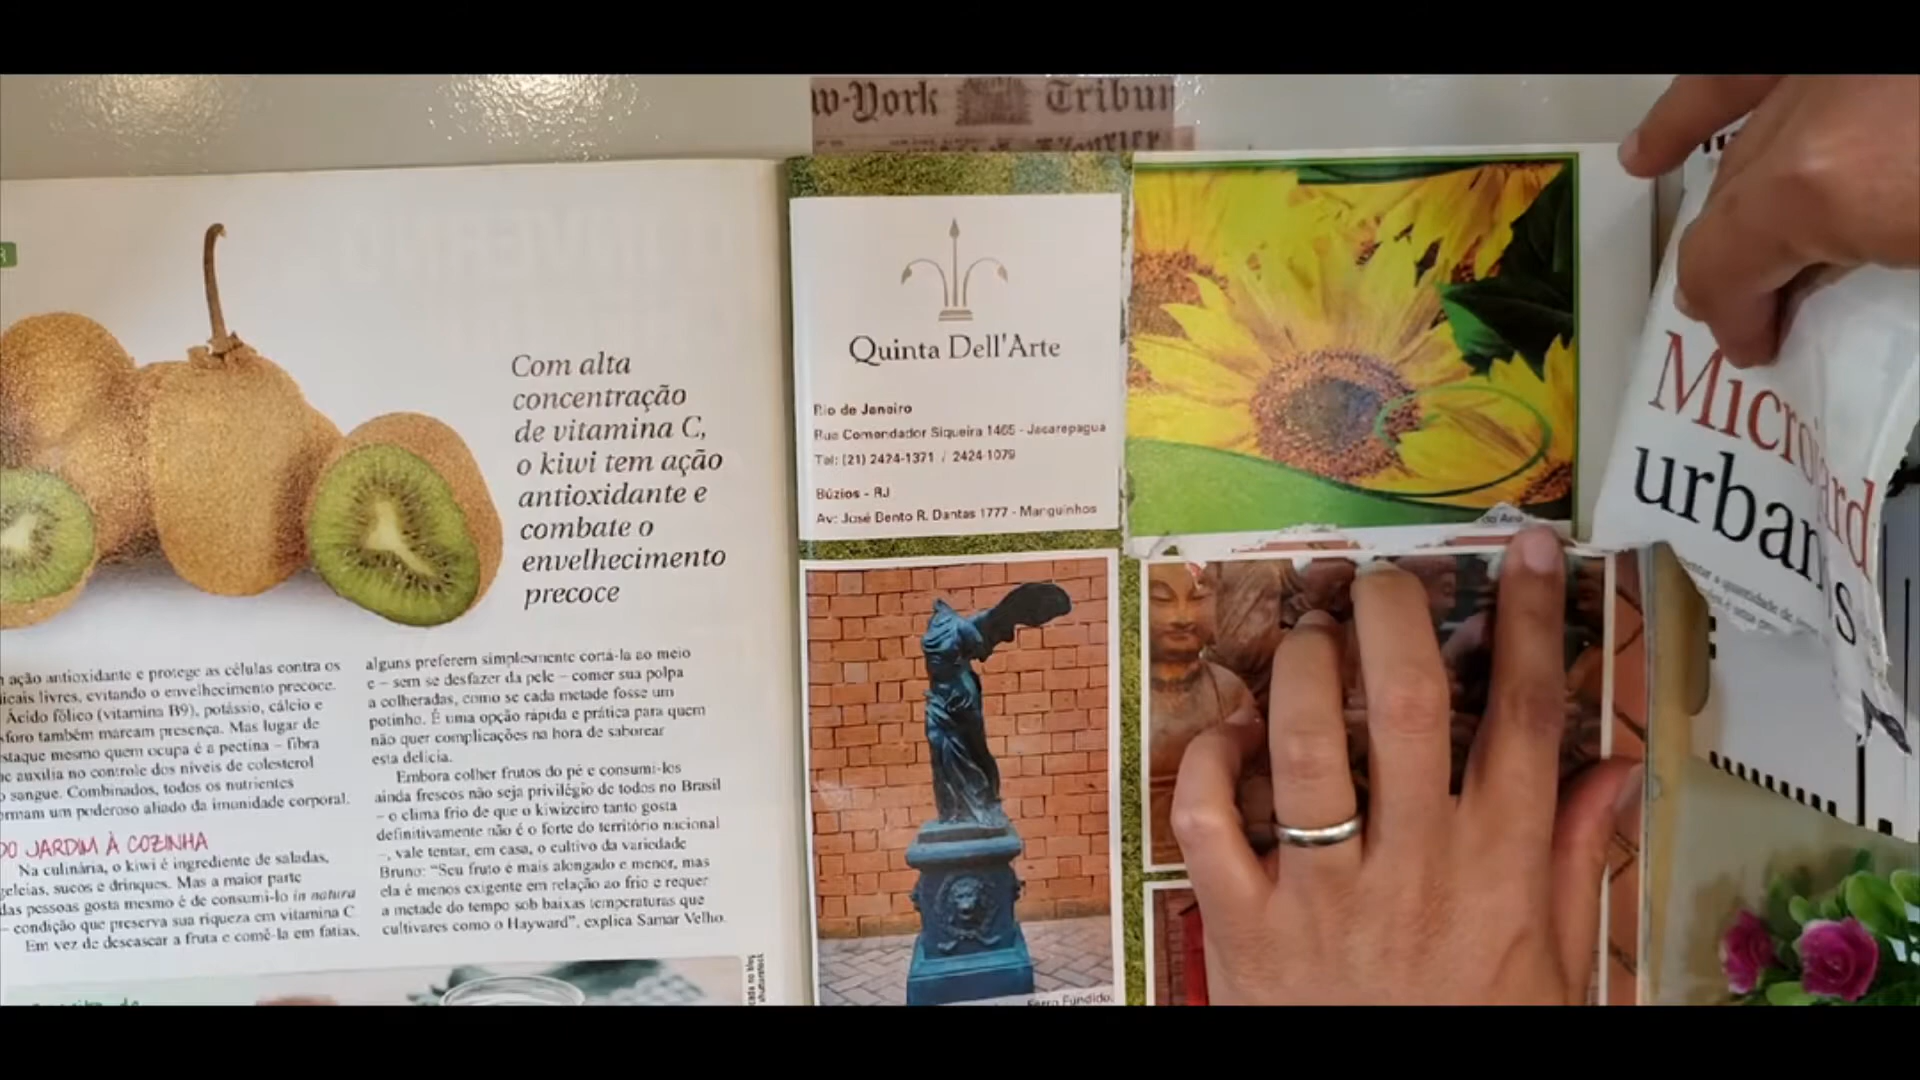 w-York Tribun
Com alta
concentração
de vitamina C,
o kiwi tem ação
antioxidante e
combate o
envelhecimento
precoce
ação antioxidante e protege as células contra os
icais livres, evitando o envelhecimento precoce.
Ácido fólico (vitamina B9), potássio, cálcio e
sforo também marcam presença. Mas lugar de
staque mesmo quem ocupa é a pectina – fibra
auxilia no controle dos níveis de colesterol
o sangue. Combinados, todos os nutrientes
ormam um poderoso aliado da imunidade corporal.
DO JARDIM À COZINHA
Na culinária, o kiwi é ingrediente de saladas,
geleias, sucos e drinques. Mas a maior parte
das pessoas gosta mesmo é de consumi-lo in natura
– condição que preserva sua riqueza em vitamina C
Em vez de descascar a fruta e comê-la em fatias,
alguns preferem simplesmente cortá-la ao meio
e – sem se desfazer da pele – comer sua polpa
a colheradas, como se cada metade fosse um
potinho. É uma opção rápida e prática para quem
não quer complicações na hora de saborear
esta delícia.
Embora colher frutos do pé e consumi-los
ainda frescos não seja privilégio de todos no Brasil
– o clima frio de que o kiwizeiro tanto gosta
definitivamente não é o forte do território nacional
–, vale tentar, em casa, o cultivo da variedade
Bruno: "Seu fruto é mais alongado e menor, mas
ela é menos exigente em relação ao frio e requer
a metade do tempo sob baixas temperaturas que
cultivares como o Hayward", explica Samar Velho.
Quinta Dell'Arte
Rio de Janeiro
Rua Comendador Siqueira 1465 - Jacarepagua
Tel: (21) 2424-1371 / 2424-1079
Búzios - RJ
Av: José Bento R. Dantas 1777 - Manguinhos
Ferro Fundido.
Microjard
urbanos